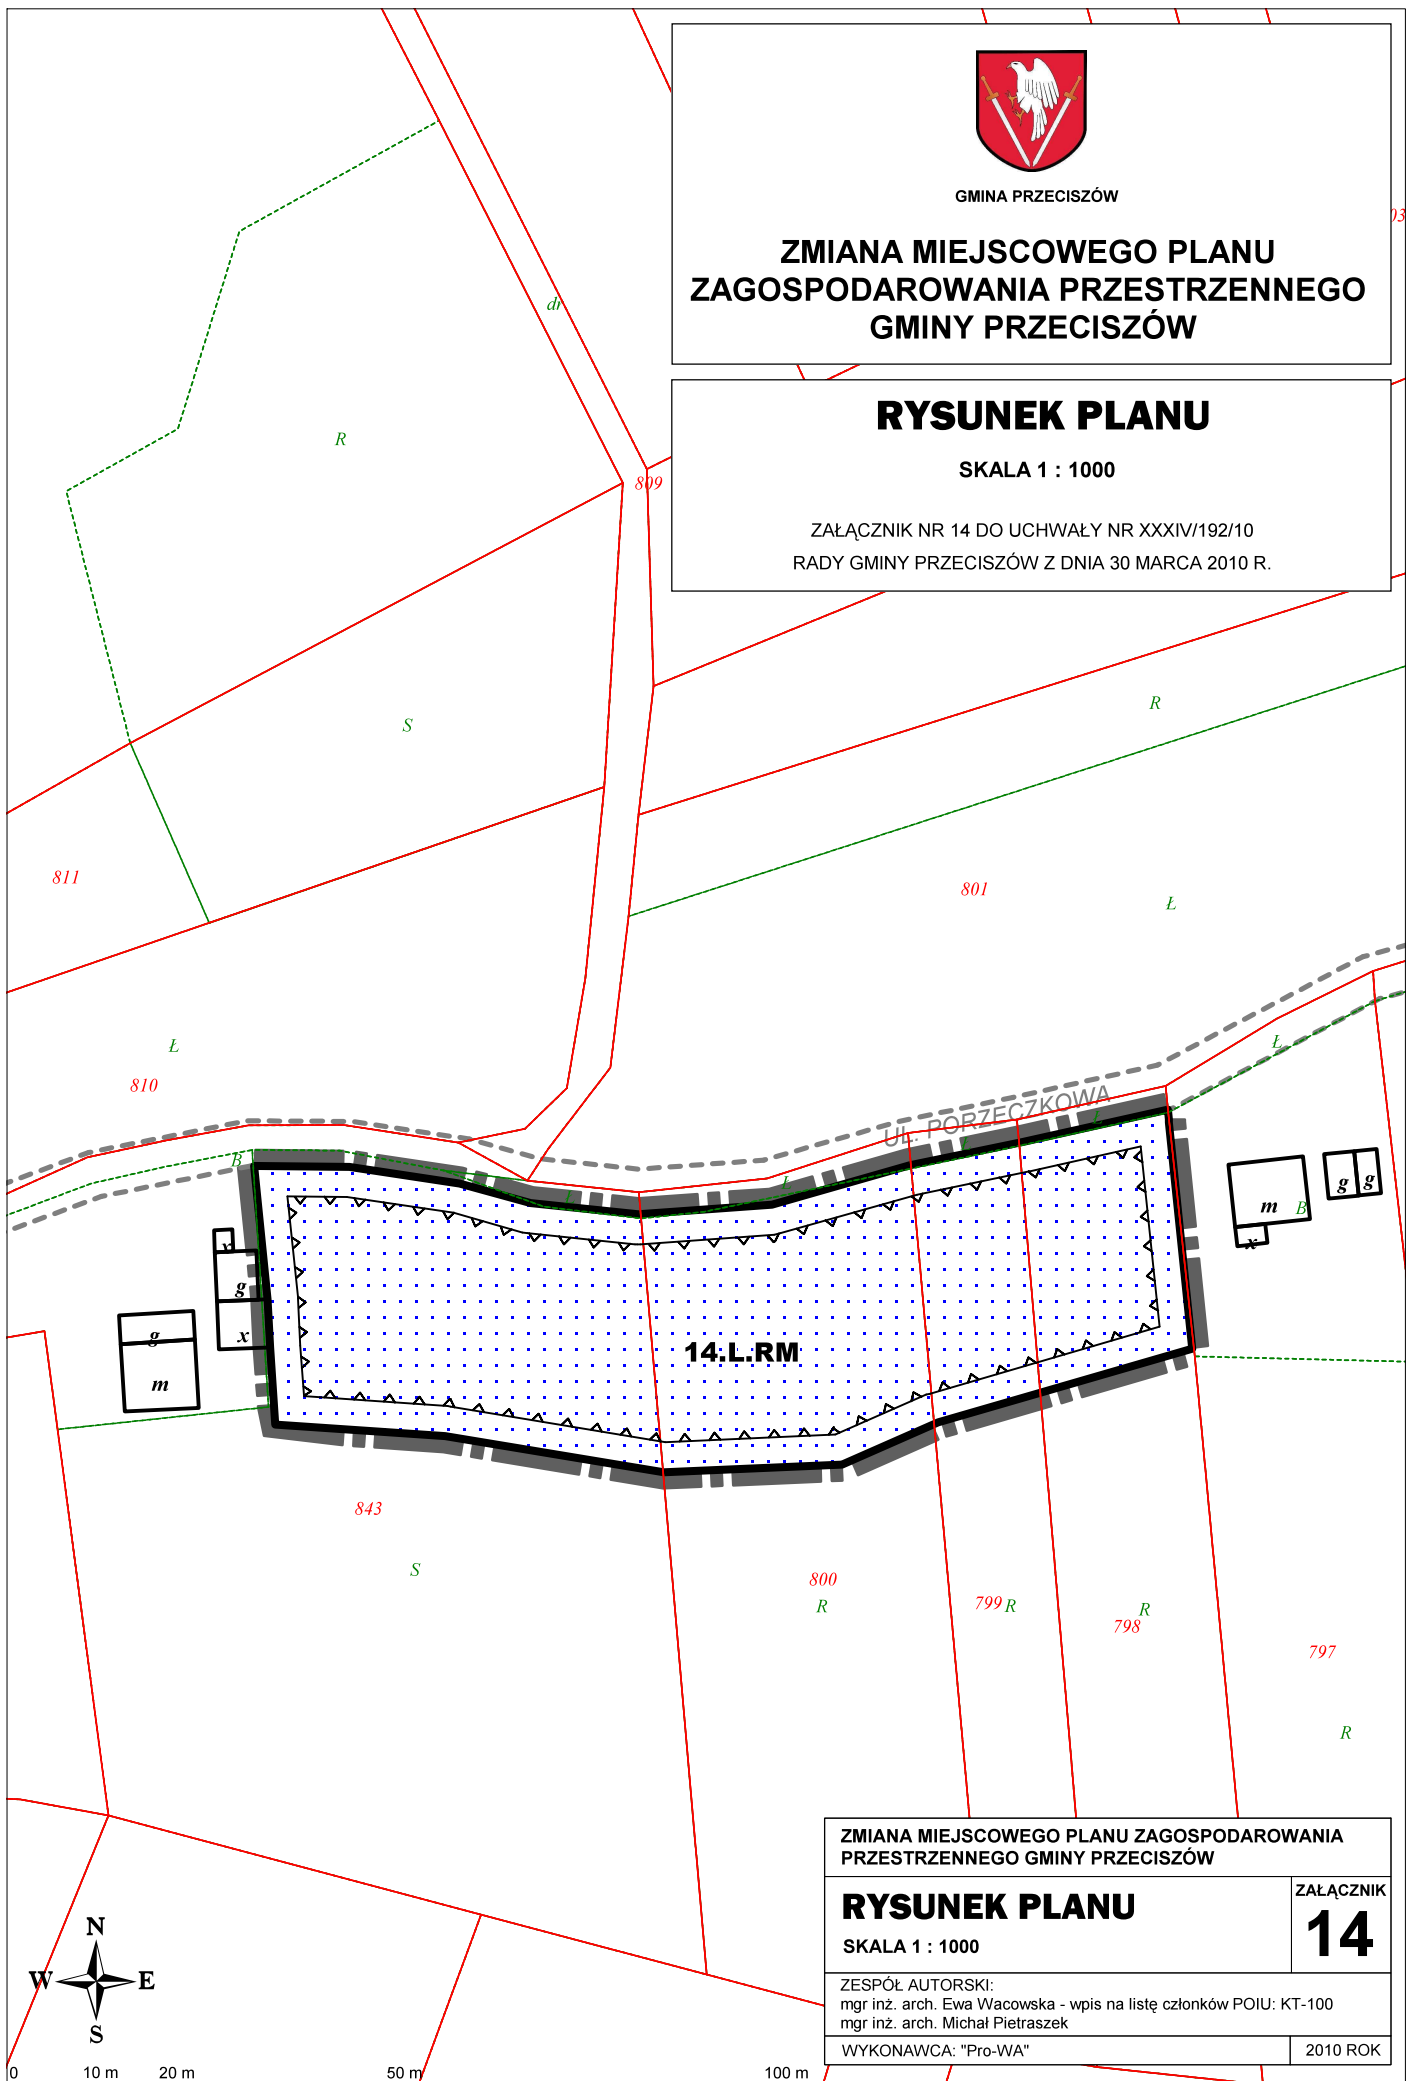 GMINA PRZECISZÓW
ZMIANA MIEJSCOWEGO PLANU
ZAGOSPODAROWANIA PRZESTRZENNEGO
GMINY PRZECISZÓW
RYSUNEK PLANU
SKALA 1 : 1000
ZAŁĄCZNIK NR 14 DO UCHWAŁY NR XXXIV/192/10
RADY GMINY PRZECISZÓW Z DNIA 30 MARCA 2010 R.
03
dr
R
809
S
R
811
801
Ł
Ł
810
Ł
UL. PORZECZKOWA
B
Ł
Ł
Ł
Ł
x
g
x
g
m
m
B
x
g
g
14.L.RM
843
S
800
R
799 R
R
798
797
R
ZMIANA MIEJSCOWEGO PLANU ZAGOSPODAROWANIA
PRZESTRZENNEGO GMINY PRZECISZÓW
RYSUNEK PLANU
SKALA 1 : 1000
ZAŁĄCZNIK
14
ZESPÓŁ AUTORSKI:
mgr inż. arch. Ewa Wacowska - wpis na listę członków POIU: KT-100
mgr inż. arch. Michał Pietraszek
WYKONAWCA: "Pro-WA"
2010 ROK
N
W E
S
0 10 m 20 m 50 m 100 m